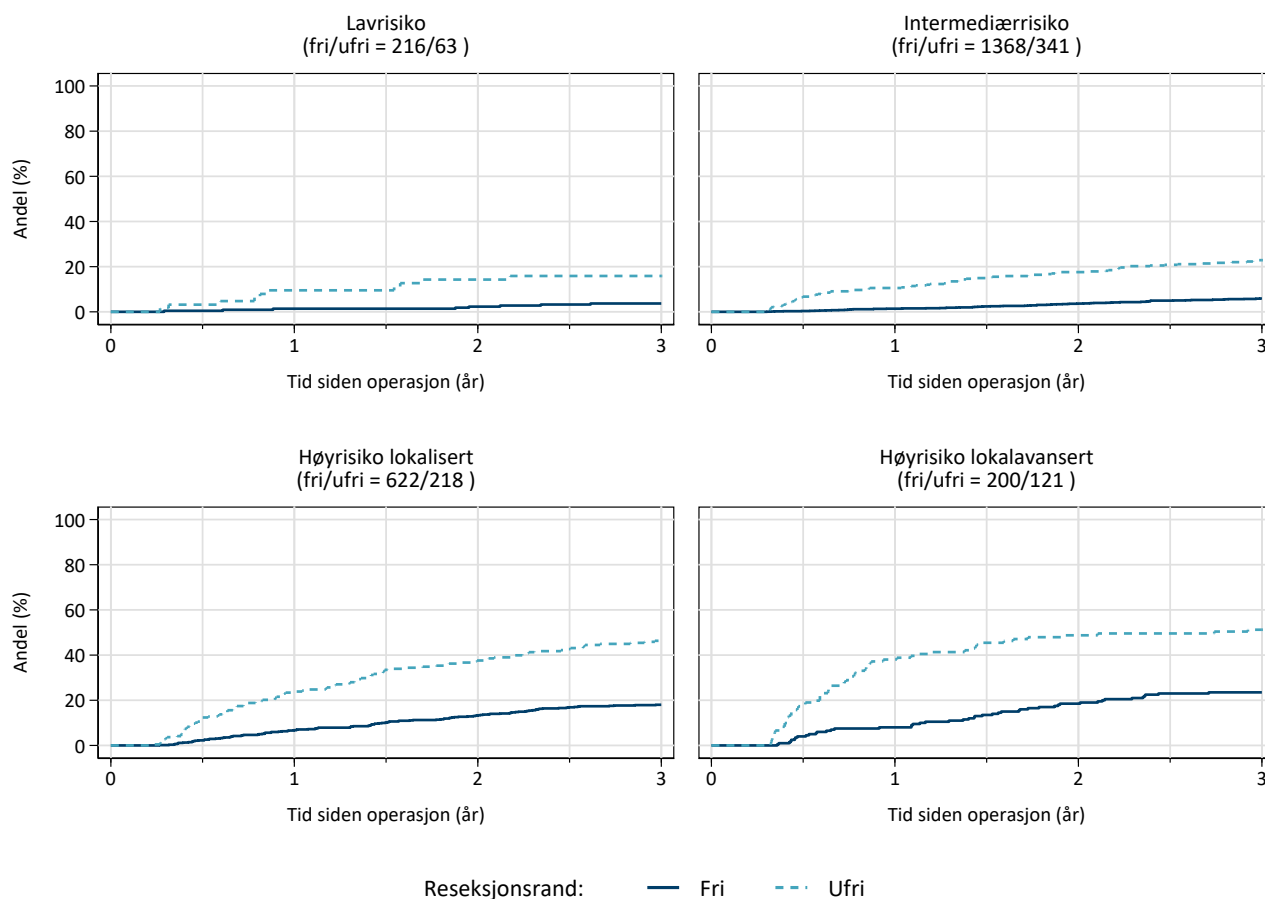 Lavrisiko
(fri/ufri = 216/63 )
Intermediærrisiko
(fri/ufri = 1368/341 )
Andel (%)
100
80
60
40
20
0
0 1 2 3
0 1 2 3
Tid siden operasjon (år)
Tid siden operasjon (år)
Høyrisiko lokalisert
(fri/ufri = 622/218 )
Høyrisiko lokalavansert
(fri/ufri = 200/121 )
Andel (%)
100
80
60
40
20
0
0 1 2 3
0 1 2 3
Tid siden operasjon (år)
Tid siden operasjon (år)
Reseksjonsrand: Fri Ufri